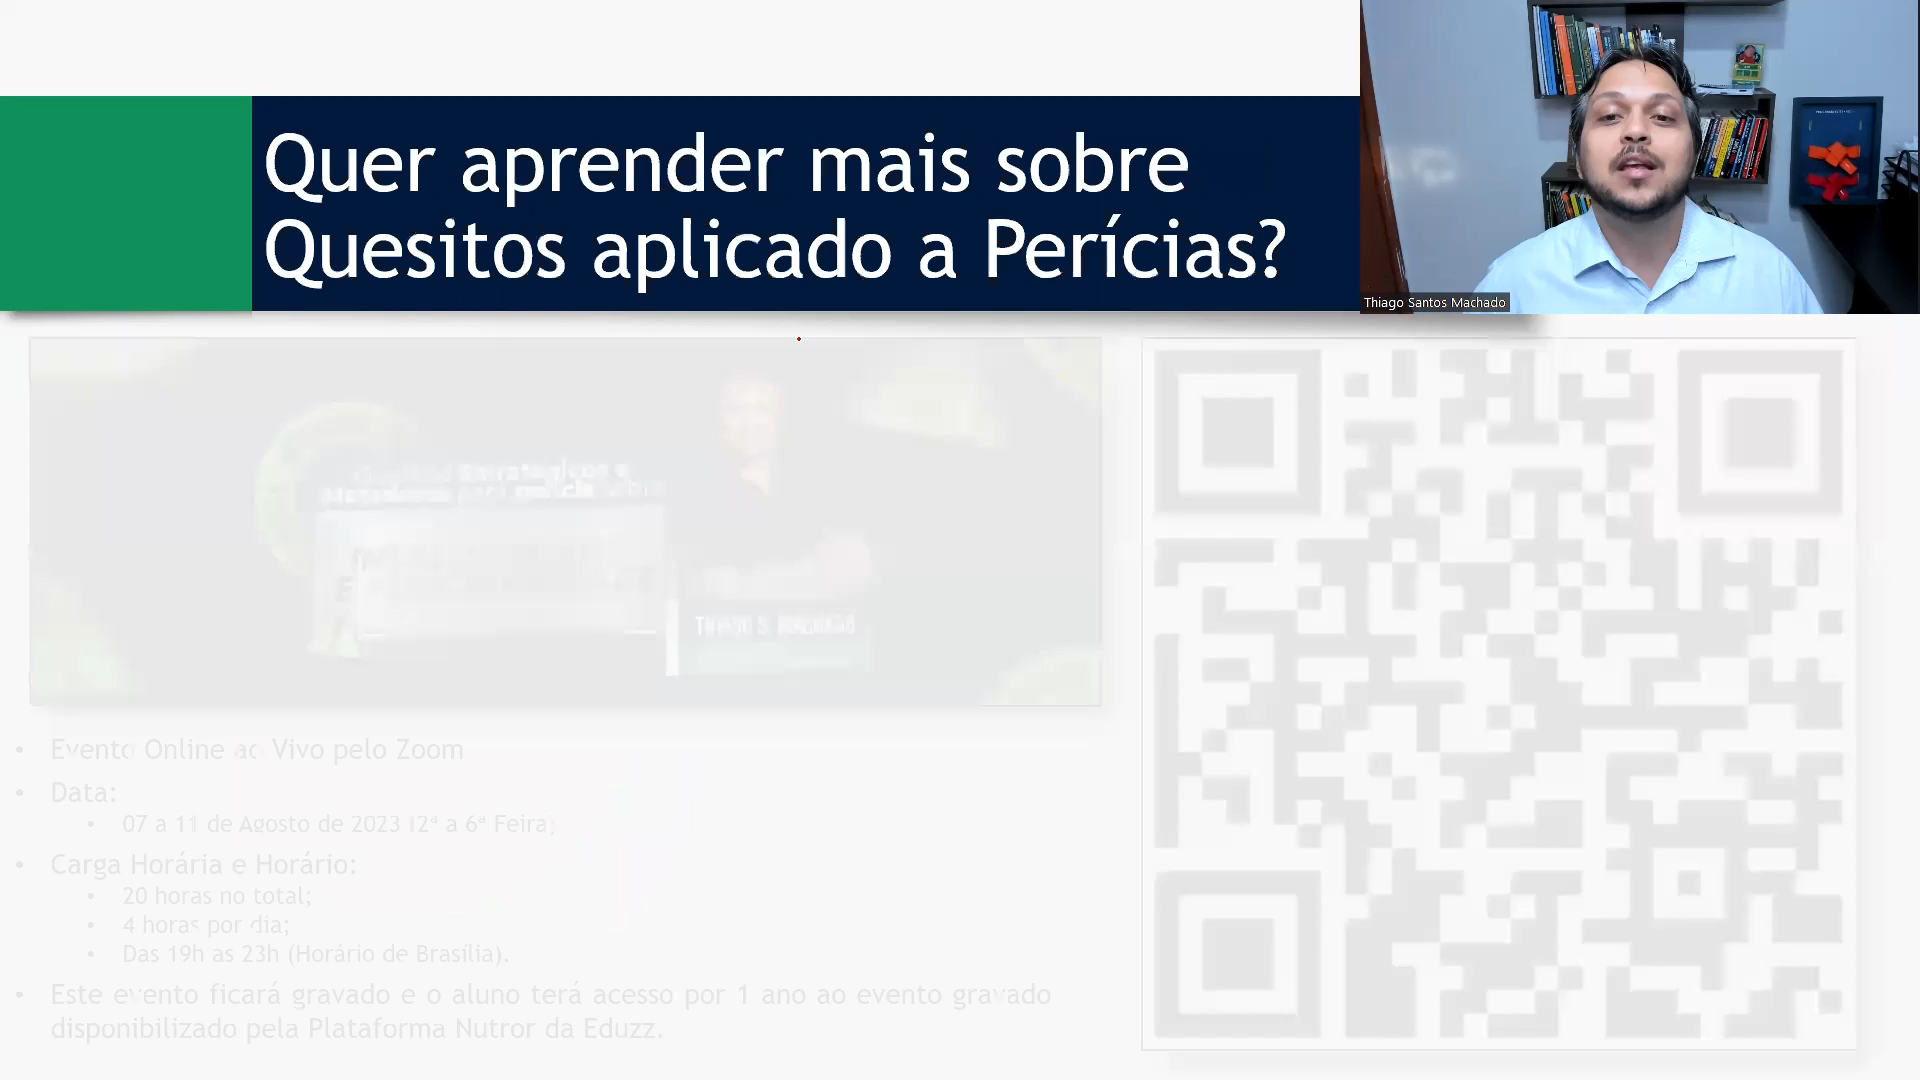 Quer aprender mais sobre
Quesitos aplicado a Perícias?
Thiago Santos Machado
THIAGO S. MACHADO
• Evento Online ao Vivo pelo Zoom
• Data:
• 07 a 11 de Agosto de 2023 (2ª a 6ª Feira)
• Carga Horária e Horário:
• 20 horas no total;
• 4 horas por dia;
• Das 19h as 23h (Horário de Brasília).
• Este evento ficará gravado e o aluno terá acesso por 1 ano ao evento gravado
disponibilizado pela Plataforma Nutror da Eduzz.